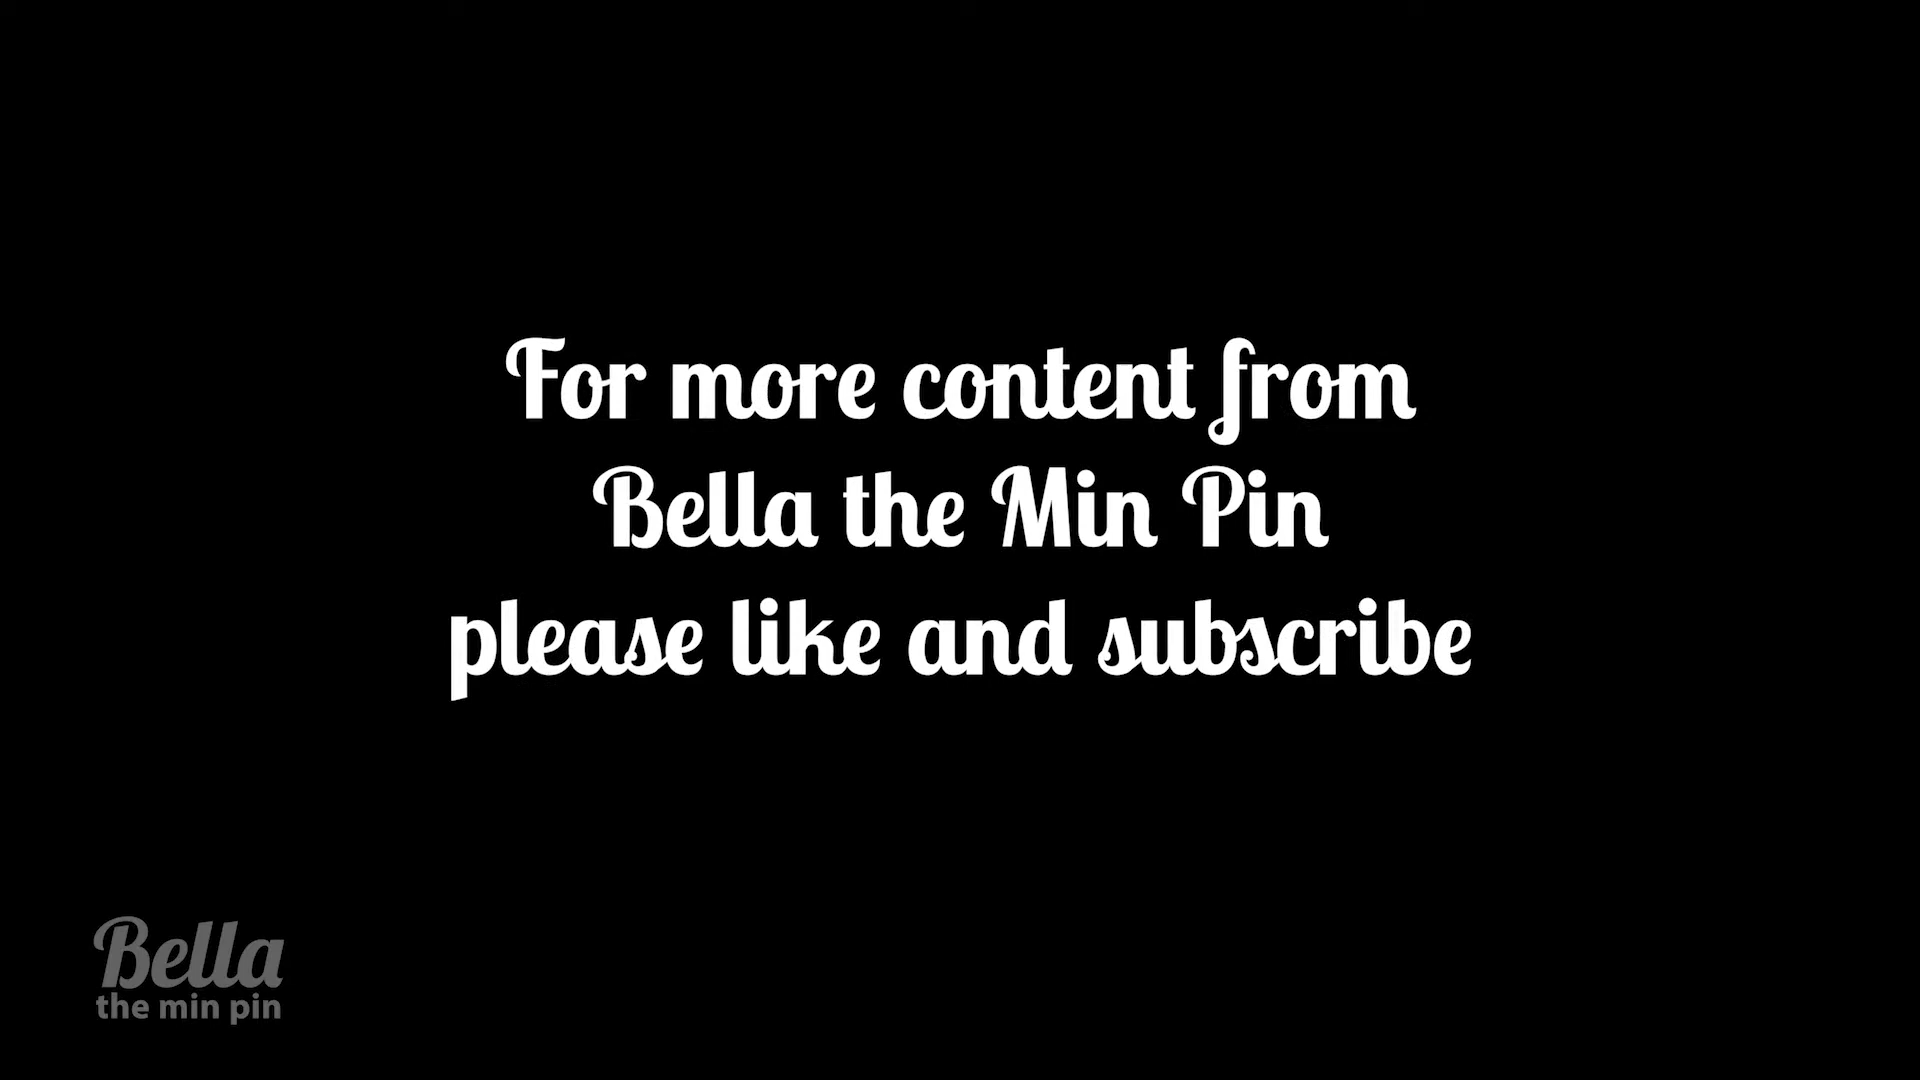 For more content from
Bella the Min Pin
please like and subscribe
Bella
the min pin